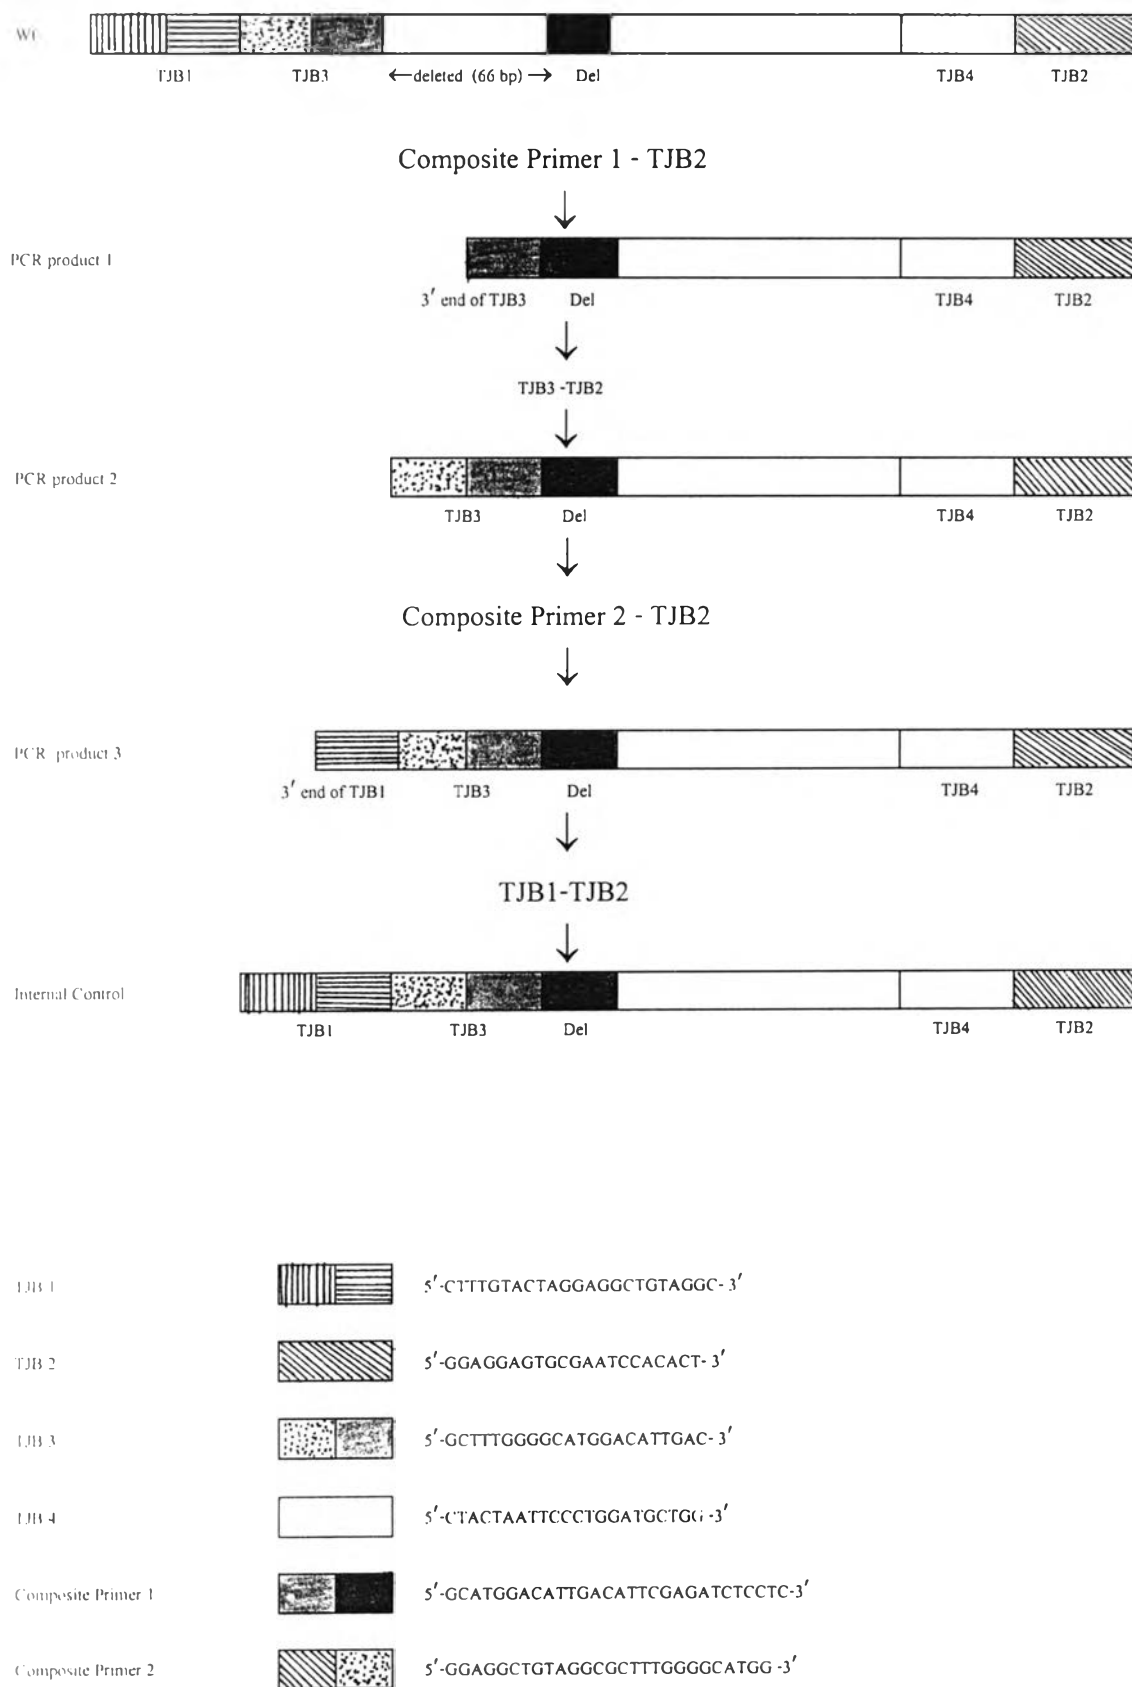 TJB1 TJB3 ←deleted (66 bp)→ Del TJB4 TJB2
Composite Primer 1 - TJB2
PCR product 1
3′ end of TJB3 Del TJB4 TJB2
TJB3 -TJB2
PCR product 2
TJB3 Del TJB4 TJB2
Composite Primer 2 - TJB2
PCR product 3
3′ end of TJB1 TJB3 Del TJB4 TJB2
TJB1-TJB2
Internal Control
TJB1 TJB3 Del TJB4 TJB2
TJB 1 5′-CTTTGTACTAGGAGGCTGTAGGC- 3′
TJB 2 5′-GGAGGAGTGCGAATCCACACT- 3′
TJB 3 5′-GCTTTGGGGCATGGACATTGAC- 3′
TJB 4 5′-CTACTAATTCCCTGGATGCTGG -3′
Composite Primer 1 5′-GCATGGACATTGACATTCGAGATCTCCTC-3′
Composite Primer 2 5′-GGAGGCTGTAGGCGCTTTGGGGCATGG -3′